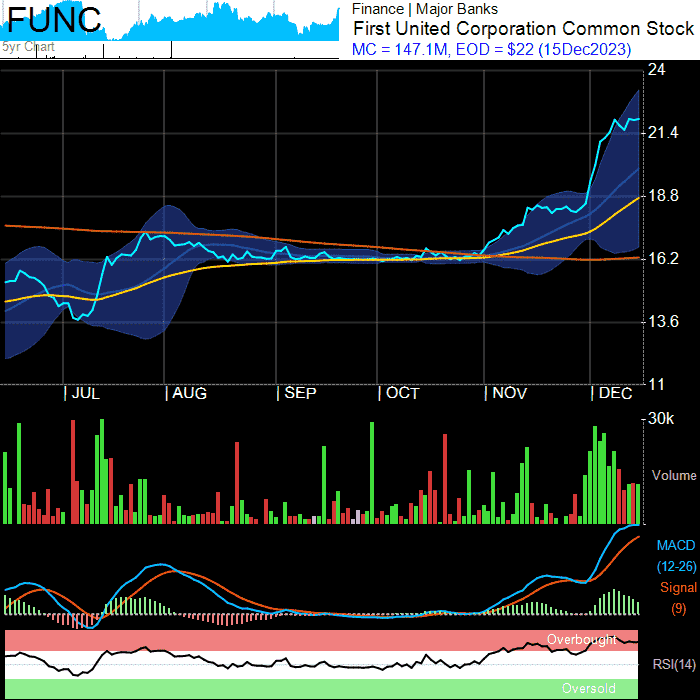 FUNC
5yr Chart
Finance | Major Banks
First United Corporation Common Stock
MC = 147.1M, EOD = $22 (15Dec2023)
24
21.4
18.8
16.2
13.6
11
| JUL | AUG | SEP | OCT | NOV | DEC
30k
Volume
MACD
(12-26)
Signal
(9)
Overbought
RSI(14)
Oversold